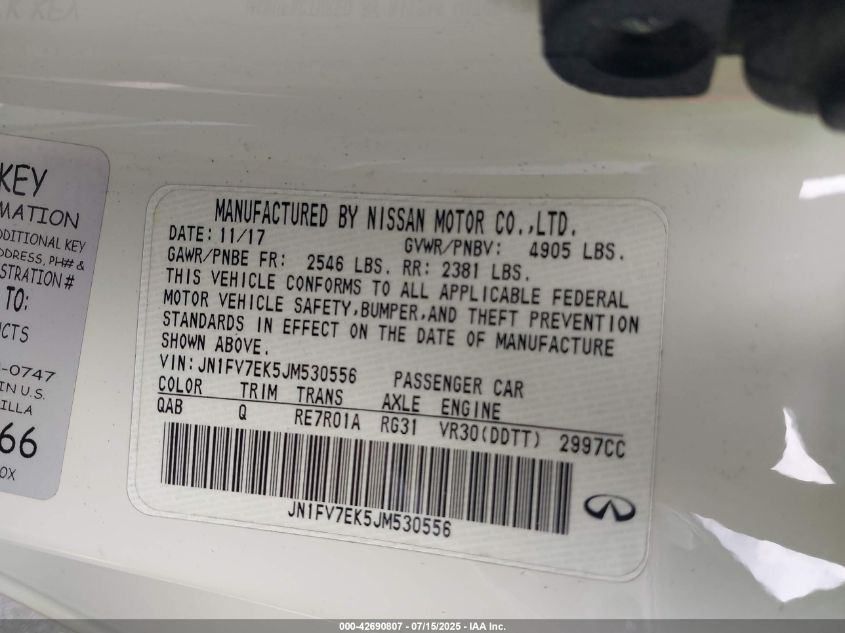 KEY
MATION
DDITIONAL KEY
ADDRESS, PH# &
STRATION #
TO:
UCTS
-0747
IN U.S.
ILLA
66
OX
MANUFACTURED BY NISSAN MOTOR CO.,LTD.
DATE: 11/17 GVWR/PNBV: 4905 LBS.
GAWR/PNBE FR: 2546 LBS. RR: 2381 LBS.
THIS VEHICLE CONFORMS TO ALL APPLICABLE FEDERAL
MOTOR VEHICLE SAFETY,BUMPER,AND THEFT PREVENTION
STANDARDS IN EFFECT ON THE DATE OF MANUFACTURE
SHOWN ABOVE.
VIN:JN1FV7EK5JM530556 PASSENGER CAR
COLOR TRIM TRANS AXLE ENGINE
QAB Q RE7R01A RG31 VR30(DDTT) 2997CC
JN1FV7EK5JM530556
000-42690807 - 07/15/2025 - IAA Inc.